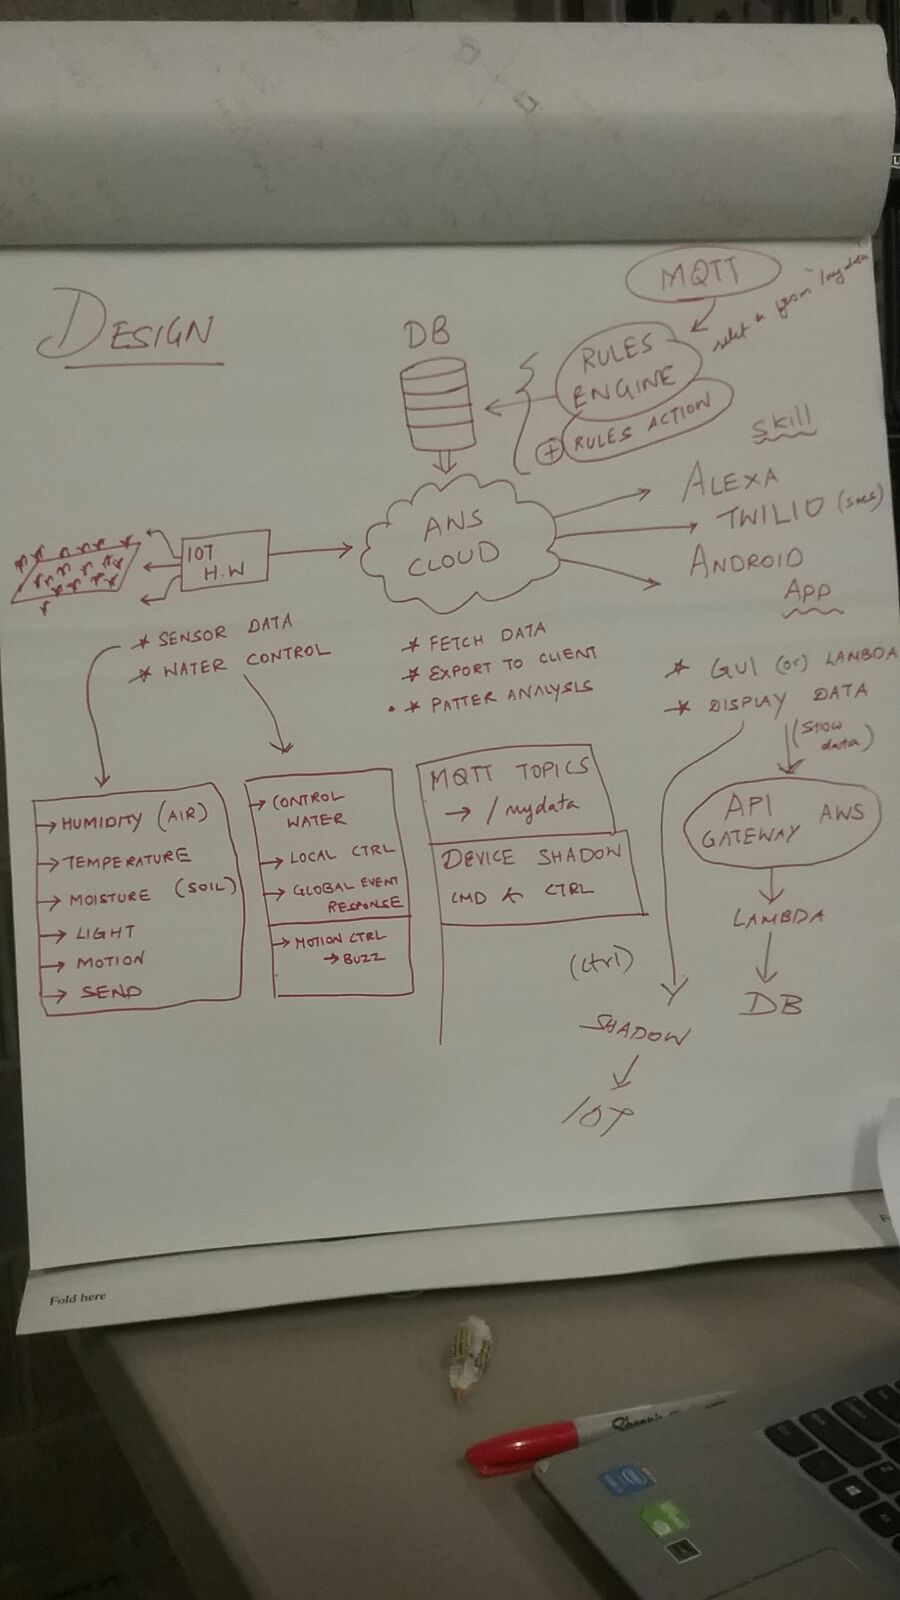 DESIGN
MQTT
select * from "/mydata"
DB
RULES
ENGINE
+ RULES ACTION
Skill
ALEXA
TWILIO (SMS)
ANDROID
APP
AWS
CLOUD
IOT
H.W
* SENSOR DATA
* WATER CONTROL
* FETCH DATA
* EXPORT TO CLIENT
• * PATTER ANALYSIS
* GUI (or) LAMBDA
* DISPLAY DATA
(show
data)
→ HUMIDITY (AIR)
→ TEMPERATURE
→ MOISTURE (SOIL)
→ LIGHT
→ MOTION
→ SEND
→ CONTROL
WATER
→ LOCAL CTRL
→ GLOBAL EVENT
RESPONSE
→ MOTION CTRL
→ BUZZ
MQTT TOPICS
→ /mydata
DEVICE SHADOW
CMD & CTRL
API
GATEWAY AWS
LAMBDA
DB
(ctrl)
SHADOW
IOT
Fold here
Sharpie